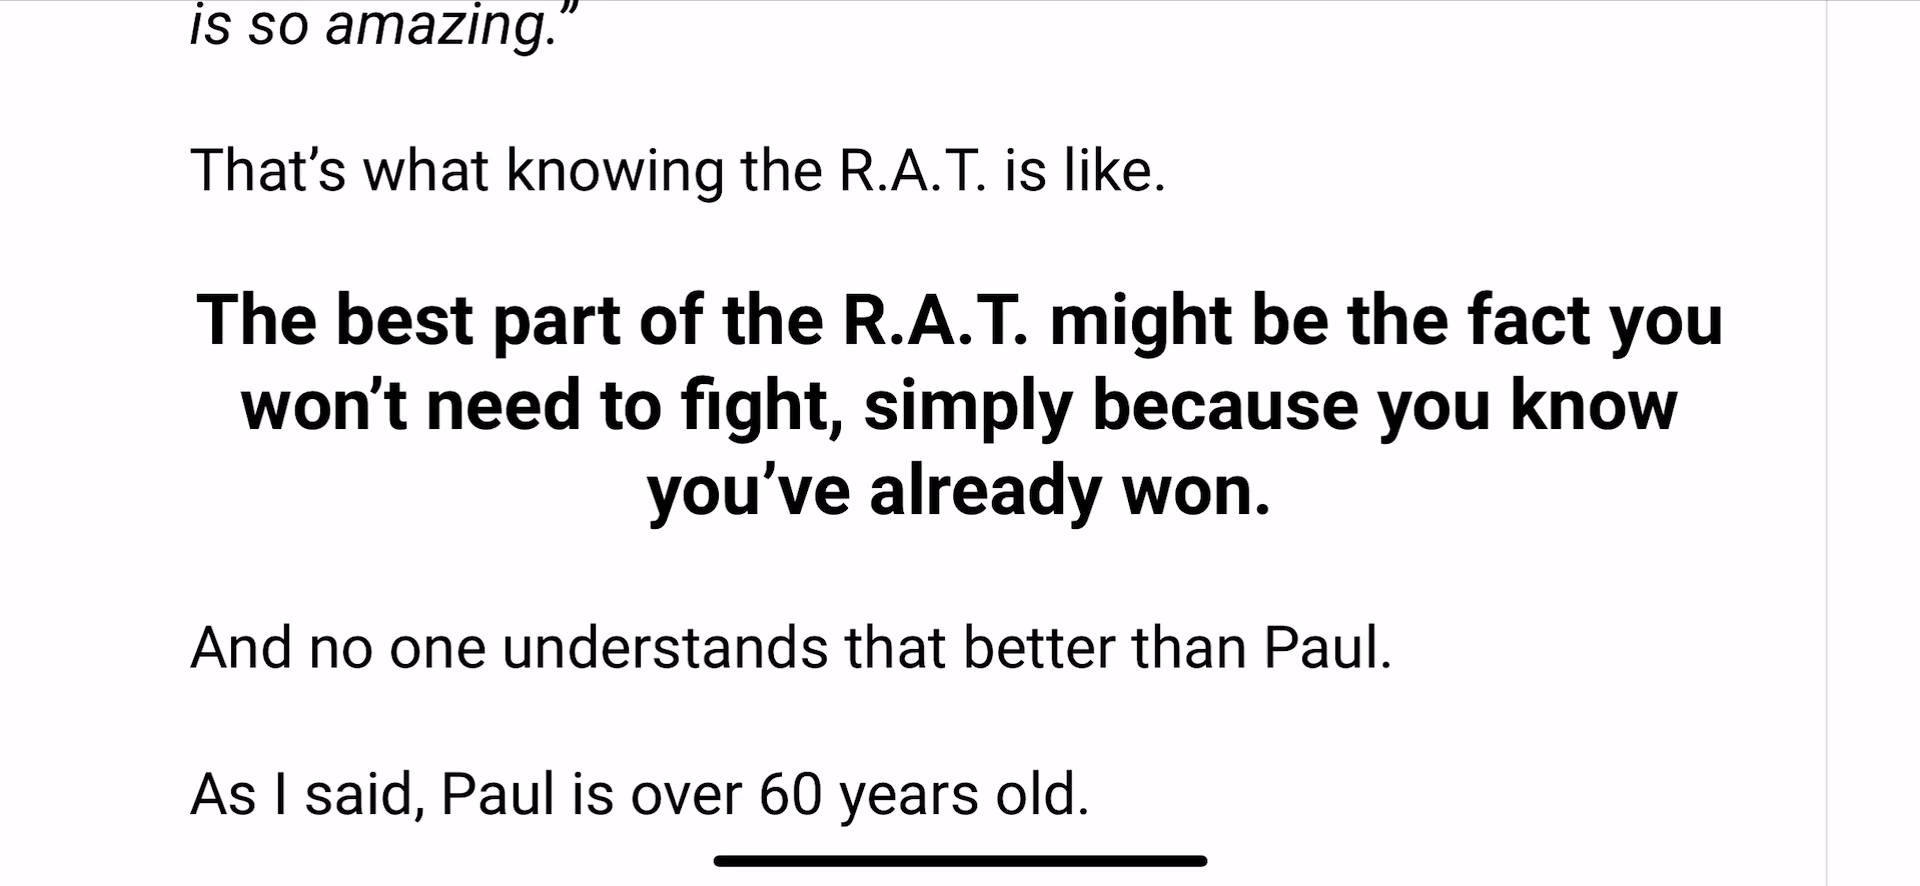 is so amazing.”
That’s what knowing the R.A.T. is like.
The best part of the R.A.T. might be the fact you
won’t need to fight, simply because you know
you’ve already won.
And no one understands that better than Paul.
As I said, Paul is over 60 years old.